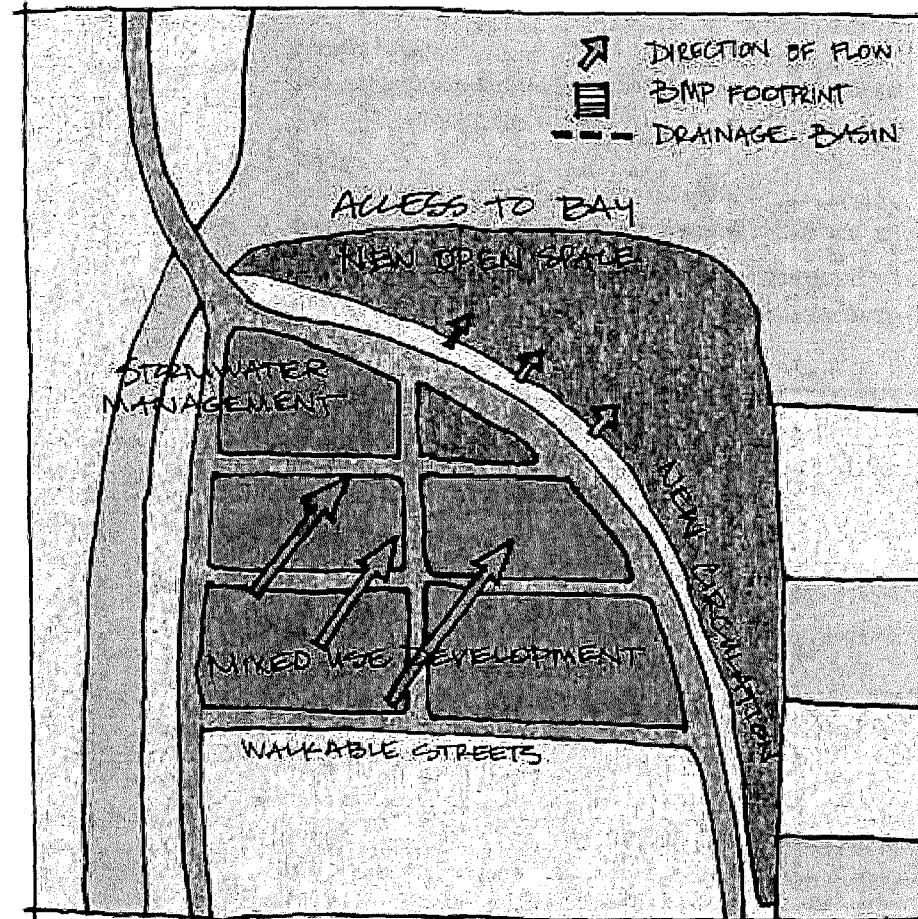 DIRECTION OF FLOW
BMP FOOTPRINT
DRAINAGE BASIN
ACCESS TO BAY
NEW OPEN SPACE
STORMWATER
MANAGEMENT
NEW CIRCULATION
MIXED USE DEVELOPMENT
WALKABLE STREETS